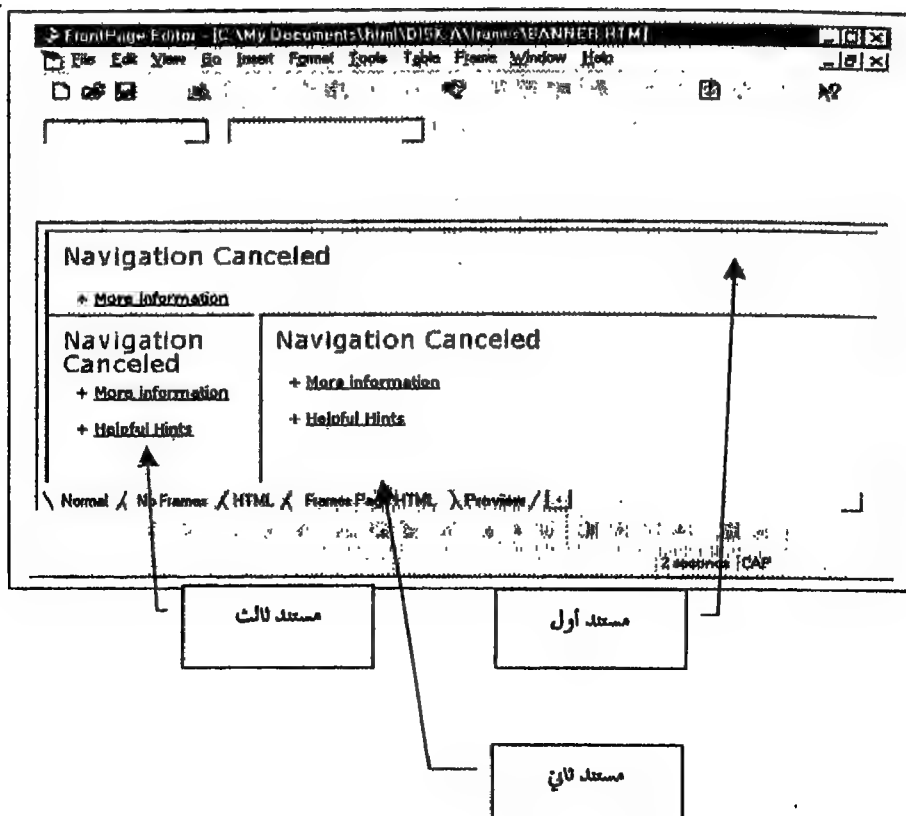 FrontPage Editor - [C:\My Documents\html\DISK A\frames\BANNER.HTM]
File Edit View Go Insert Format Tools Table Frame Window Help
Navigation Canceled
+ More information
Navigation
Canceled
+ More information
+ Helpful Hints
Navigation Canceled
+ More information
+ Helpful Hints
Normal No Frames HTML Frames Page HTML Preview
2 seconds CAP
مستند ثالث
مستند أول
مستند ثاني